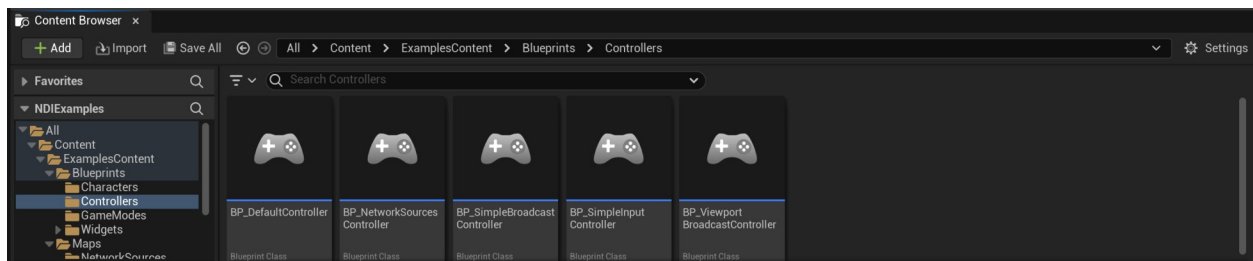 Content Browser
Add Import Save All All Content ExamplesContent Blueprints Controllers Settings
Favorites
Search Controllers
NDIExamples
All
Content
ExamplesContent
Blueprints
Characters
Controllers
GameModes
Widgets
Maps
NetworkSources
BP_DefaultController
Blueprint Class
BP_NetworkSources
Controller
Blueprint Class
BP_SimpleBroadcast
Controller
Blueprint Class
BP_SimpleInput
Controller
Blueprint Class
BP_Viewport
BroadcastController
Blueprint Class